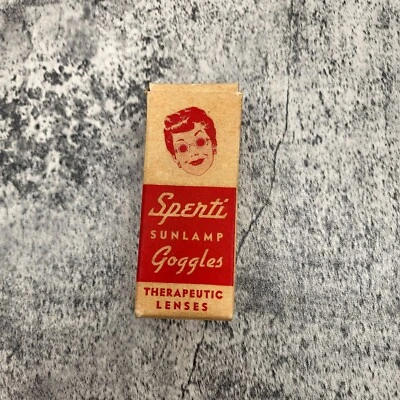 Sperti
SUNLAMP
Goggles
THERAPEUTIC
LENSES